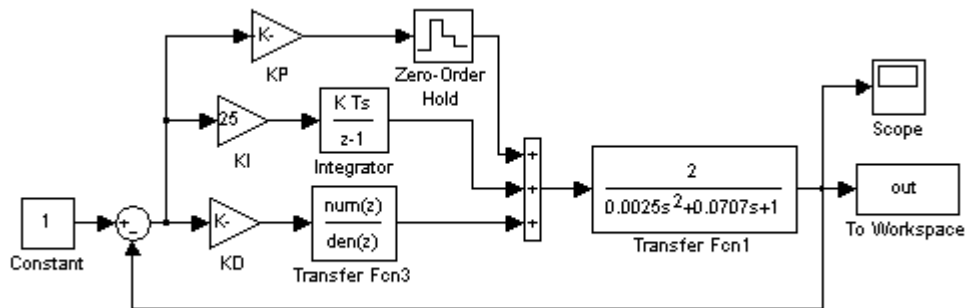 K-
KP
Zero-Order
Hold
25
KI
K Ts
z-1
Integrator
+
+
+
2
0.0025s²+0.0707s+1
Transfer Fcn1
Scope
out
To Workspace
1
Constant
+
-
K-
KD
num(z)
den(z)
Transfer Fcn3